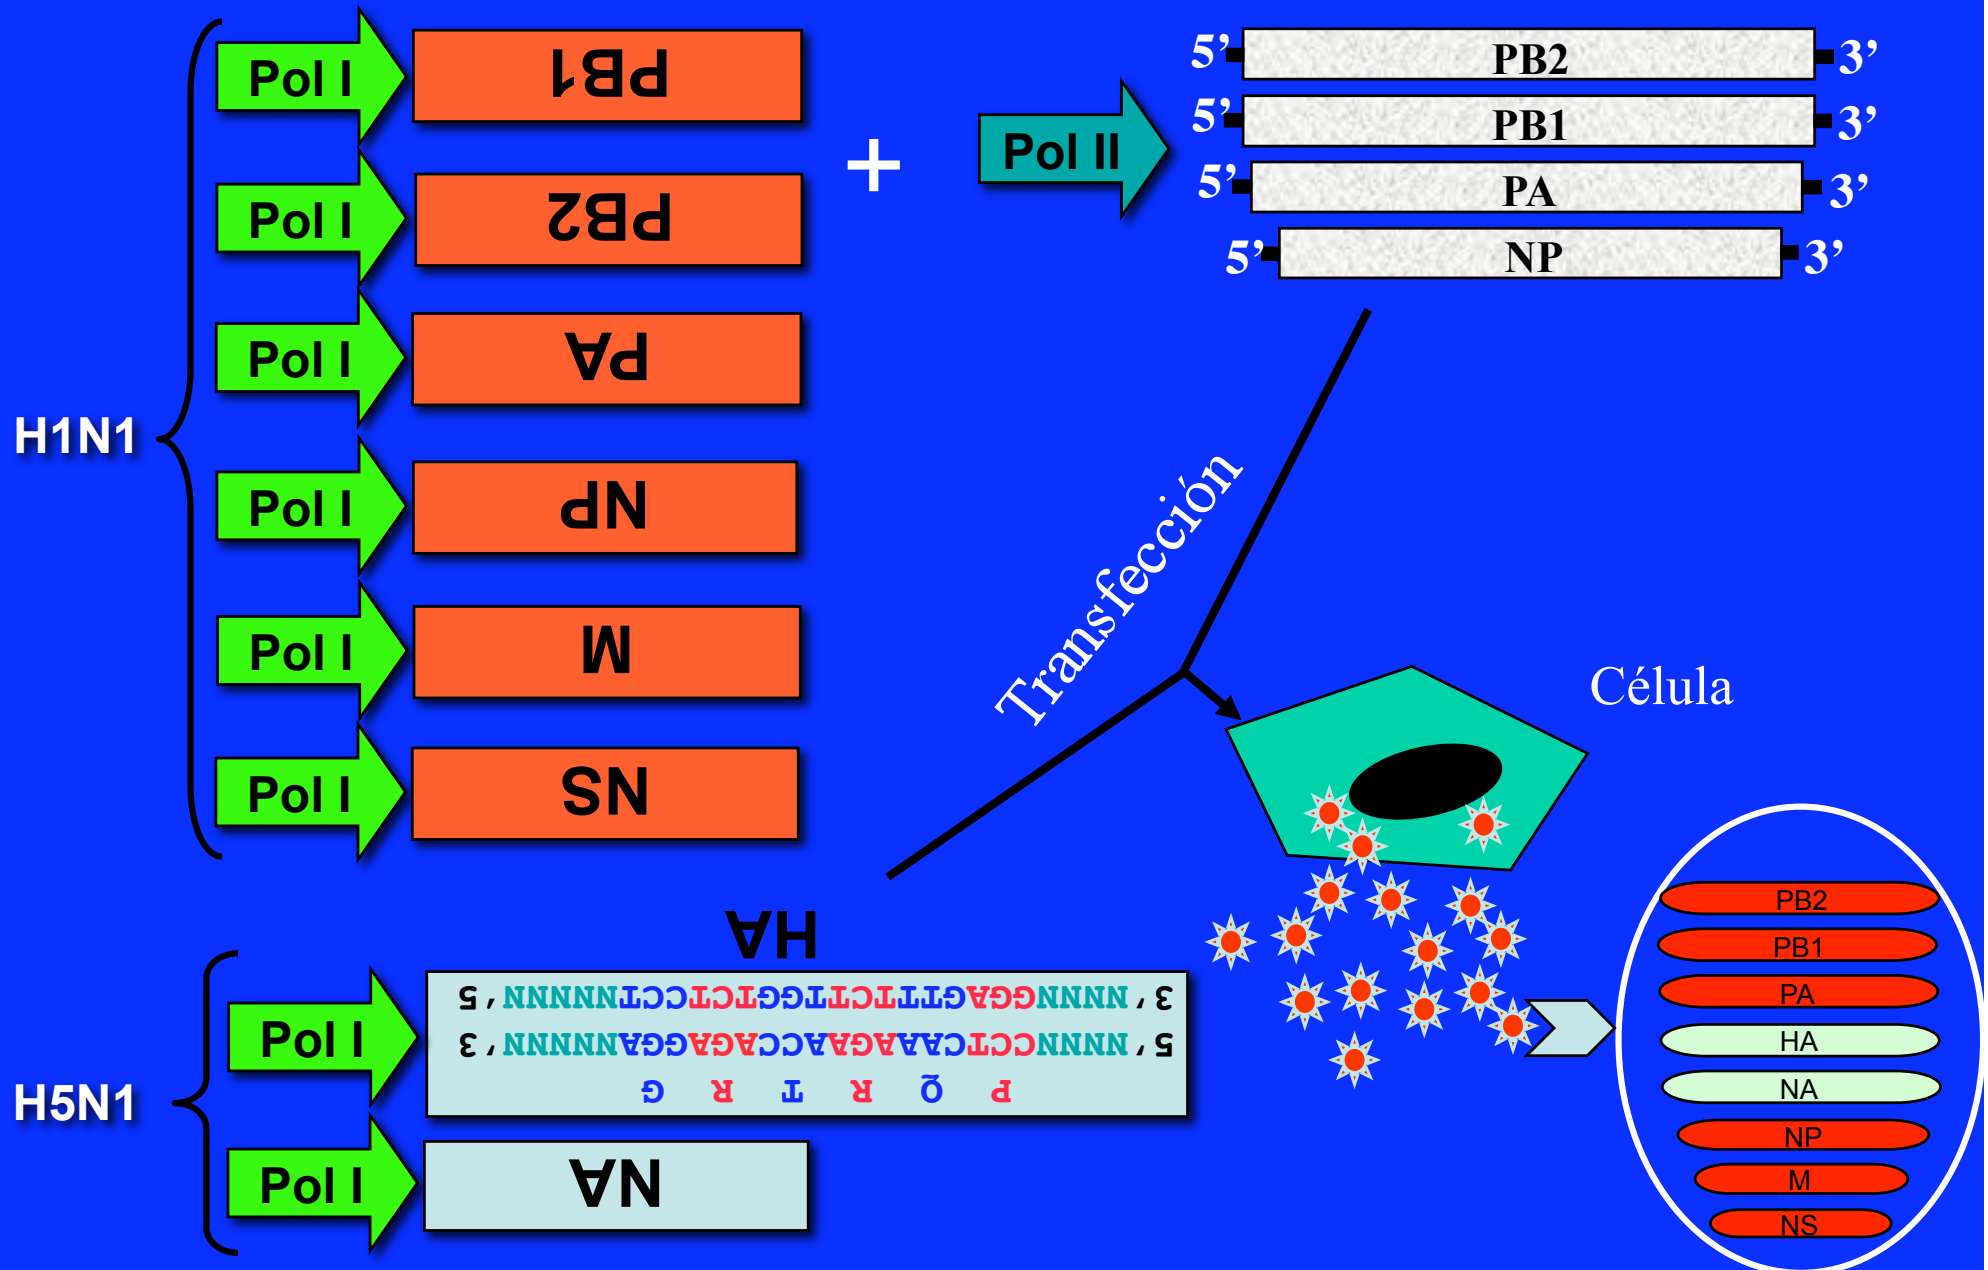 H1N1
Pol I
PB1
Pol I
PB2
Pol I
PA
Pol I
NP
Pol I
M
Pol I
NS
+
Pol II
5’ PB2 3’
5’ PB1 3’
5’ PA 3’
5’ NP 3’
Transfección
Célula
H5N1
HA
Pol I
P Q R T R G
5’NNNNCCTCAAAGAACCAGAGGANNNNN’3
3’NNNNGGAGTTTCTTGGTCTCCTNNNNN’5
Pol I
NA
PB2
PB1
PA
HA
NA
NP
M
NS